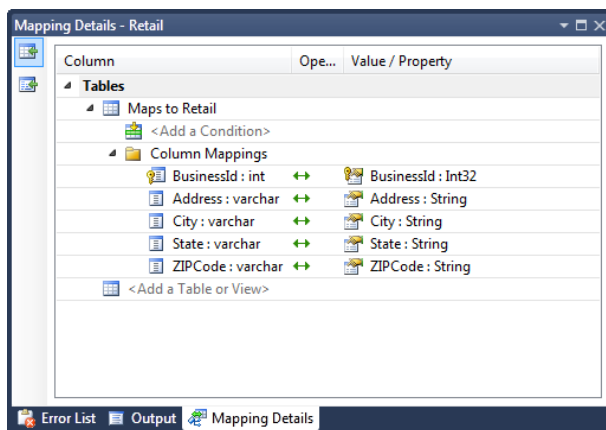 Mapping Details - Retail
Column Ope... Value / Property
Tables
Maps to Retail
<Add a Condition>
Column Mappings
BusinessId : int BusinessId : Int32
Address : varchar Address : String
City : varchar City : String
State : varchar State : String
ZIPCode : varchar ZIPCode : String
<Add a Table or View>
Error List Output Mapping Details